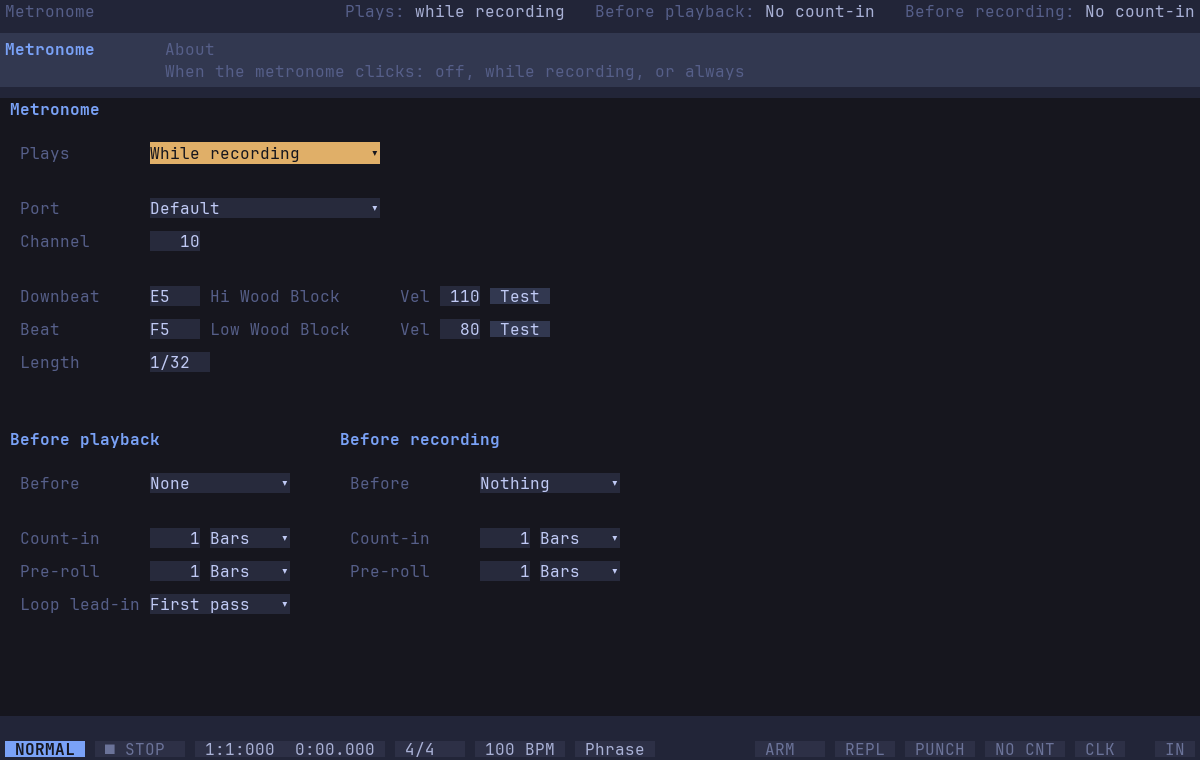 Metronome Plays: while recording Before playback: No count-in Before recording: No count-in
Metronome About
When the metronome clicks: off, while recording, or always
Metronome
Plays While recording
Port Default
Channel 10
Downbeat E5 Hi Wood Block Vel 110 Test
Beat F5 Low Wood Block Vel 80 Test
Length 1/32
Before playback Before recording
Before None Before Nothing
Count-in 1 Bars Count-in 1 Bars
Pre-roll 1 Bars Pre-roll 1 Bars
Loop lead-in First pass
NORMAL STOP 1:1:000 0:00.000 4/4 100 BPM Phrase ARM REPL PUNCH NO CNT CLK IN